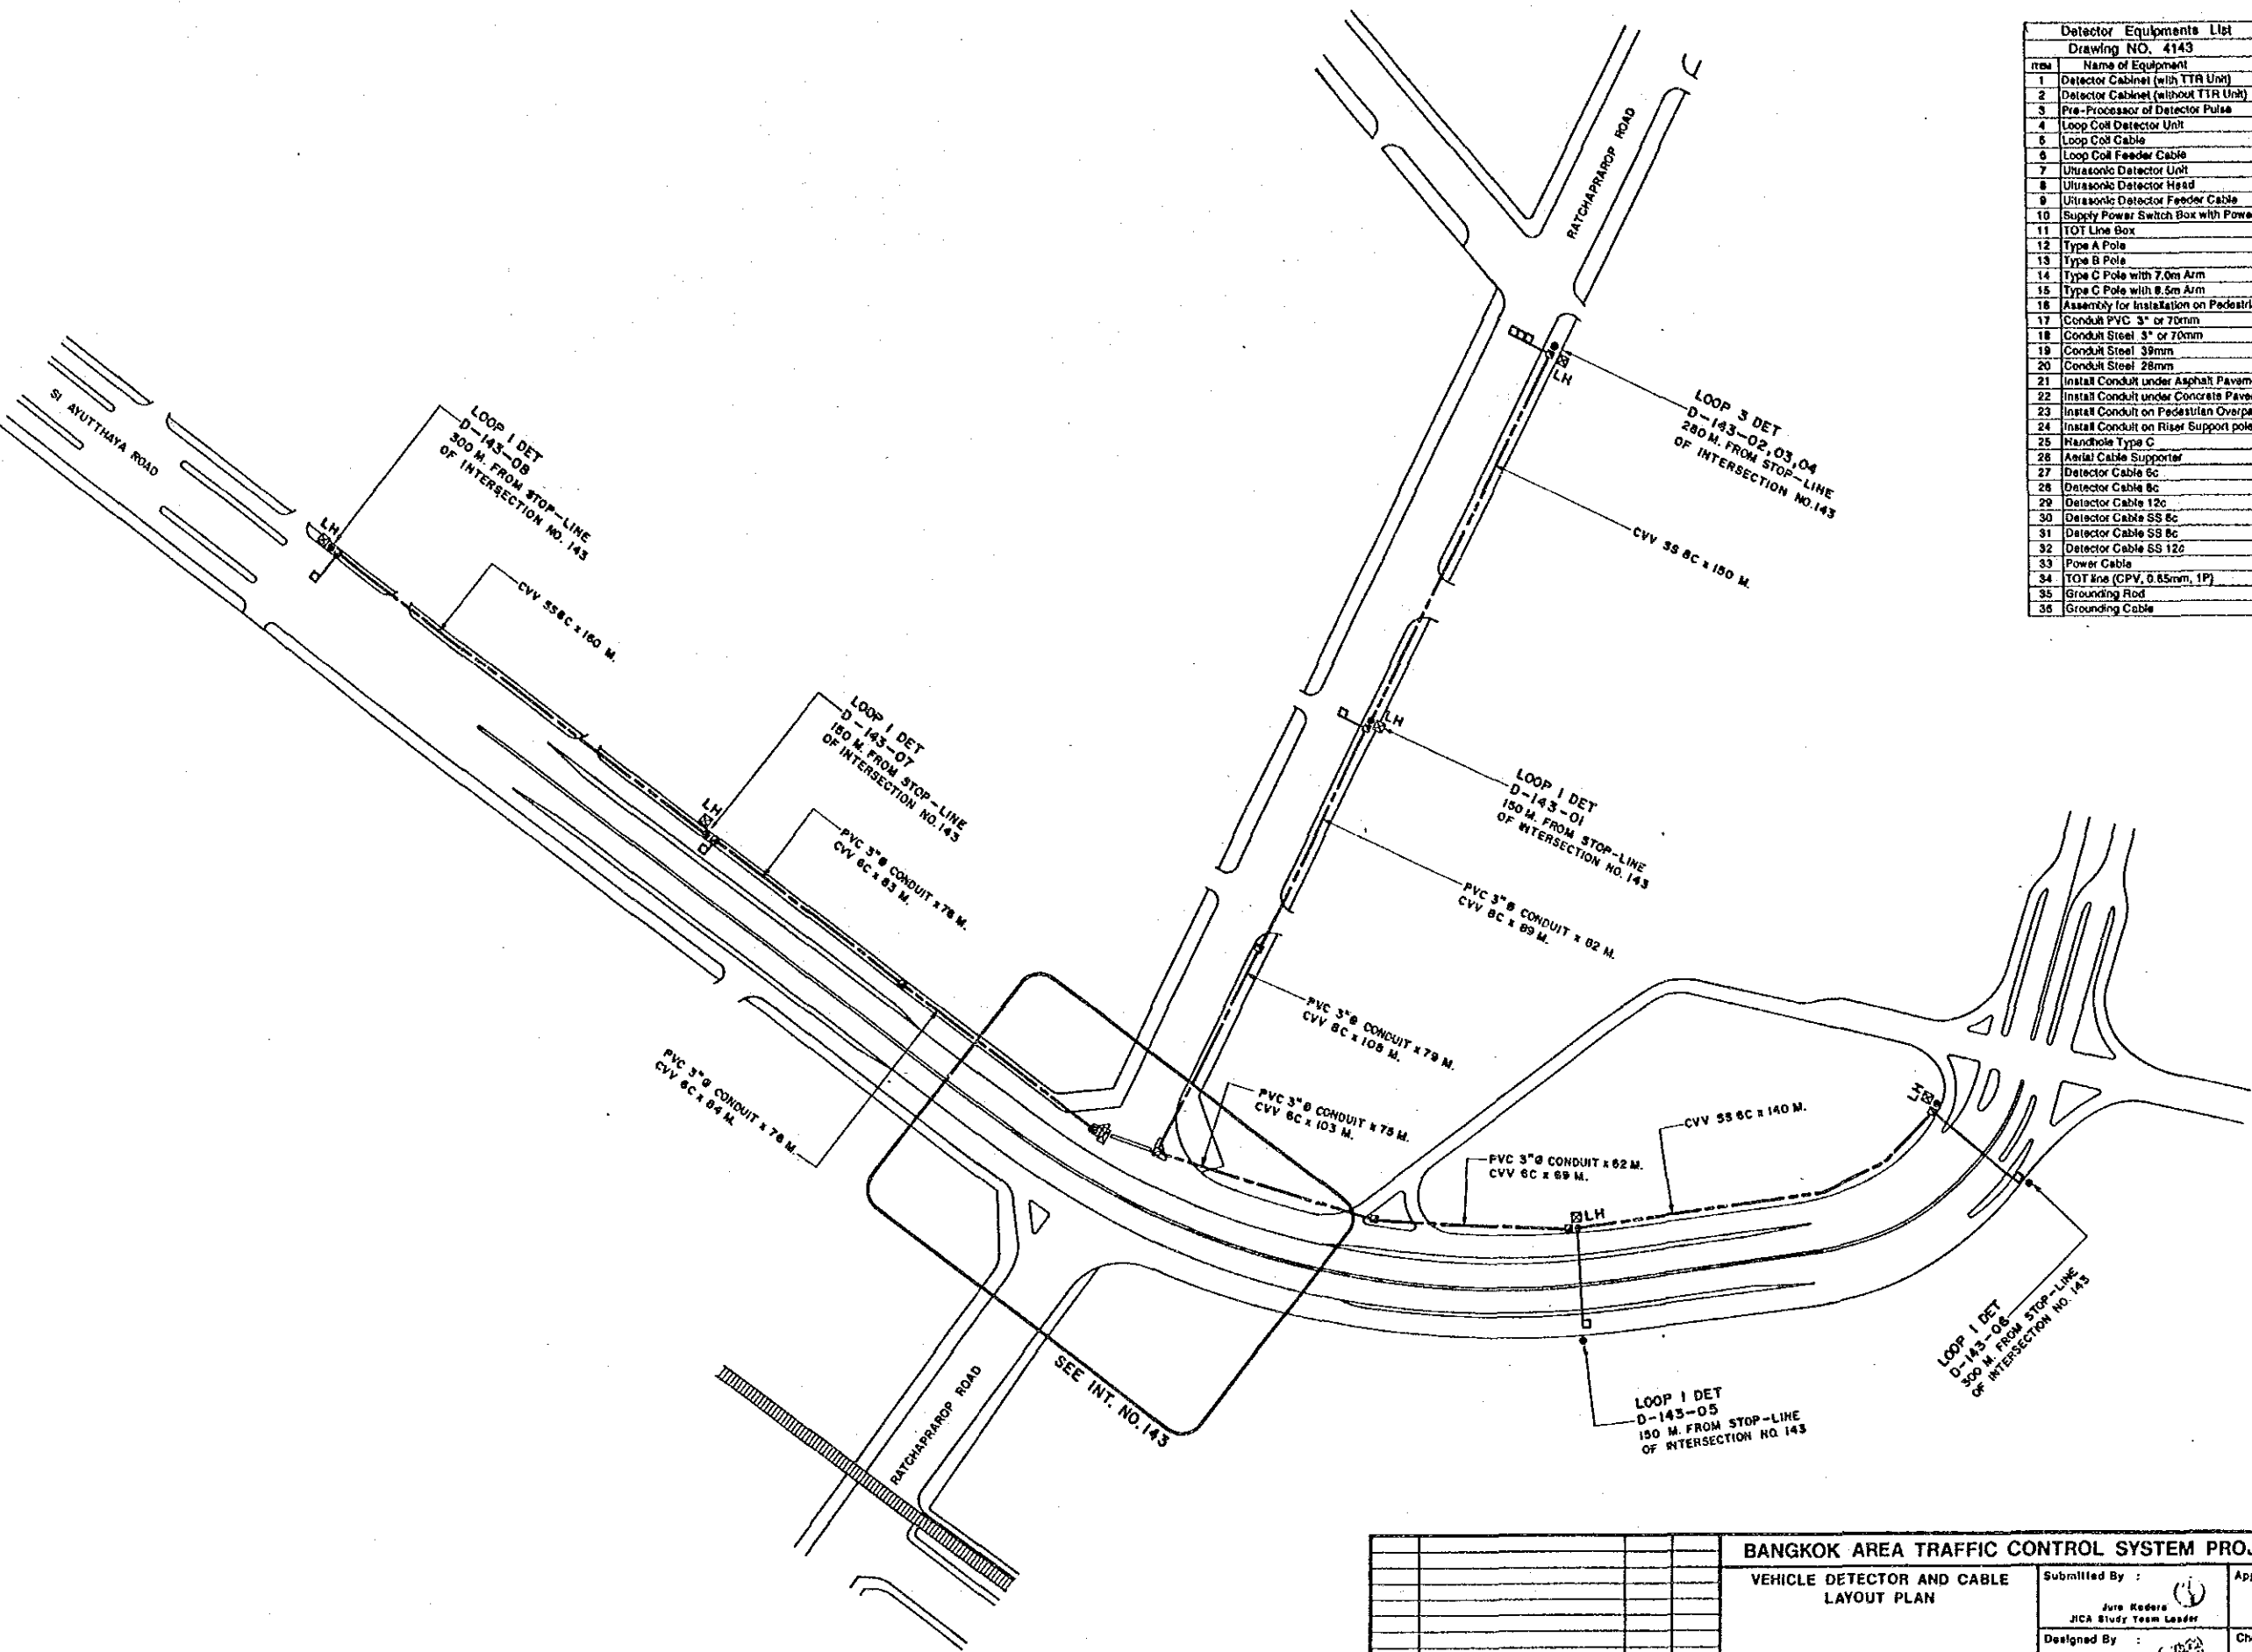 Detector Equipments List
Drawing NO. 4143
ITEM Name of Equipment
1 Detector Cabinet (with TTR Unit)
2 Detector Cabinet (without TTR Unit)
3 Pre-Processor of Detector Pulse
4 Loop Coil Detector Unit
5 Loop Coil Cable
6 Loop Coil Feeder Cable
7 Ultrasonic Detector Unit
8 Ultrasonic Detector Head
9 Ultrasonic Detector Feeder Cable
10 Supply Power Switch Box with Powe
11 TOT Line Box
12 Type A Pole
13 Type B Pole
14 Type C Pole with 7.0m Arm
15 Type C Pole with 8.5m Arm
16 Assembly for Installation on Pedestri
17 Conduit PVC 3" or 70mm
18 Conduit Steel 3" or 70mm
19 Conduit Steel 39mm
20 Conduit Steel 28mm
21 Install Conduit under Asphalt Pavem
22 Install Conduit under Concrete Pave
23 Install Conduit on Pedestrian Overpa
24 Install Conduit on Riser Support pole
25 Handhole Type C
26 Aerial Cable Supporter
27 Detector Cable 6c
28 Detector Cable 8c
29 Detector Cable 12c
30 Detector Cable SS 6c
31 Detector Cable SS 8c
32 Detector Cable SS 12c
33 Power Cable
34 TOT line (CPV, 0.65mm, 1P)
35 Grounding Rod
36 Grounding Cable
RATCHAPRAROP ROAD
SI AYUTTHAYA ROAD
LH
LOOP 3 DET
D-143-02,03,04
280 M. FROM STOP-LINE
OF INTERSECTION NO.143
LH
LOOP 1 DET
D-143-08
300 M. FROM STOP-LINE
OF INTERSECTION NO. 143
CVV SS 8C x 150 M.
CVV SS 6C x 160 M.
LOOP 1 DET
D-143-07
150 M. FROM STOP-LINE
OF INTERSECTION NO.143
LH
LH
LOOP 1 DET
D-143-01
150 M. FROM STOP-LINE
OF INTERSECTION NO. 143
PVC 3"Ø CONDUIT x 78 M.
CVV 6C x 83 M.
PVC 3"Ø CONDUIT x 82 M.
CVV 8C x 89 M.
PVC 3"Ø CONDUIT x 79 M.
CVV 8C x 108 M.
PVC 3"Ø CONDUIT x 76 M.
CVV 6C x 84 M.
PVC 3"Ø CONDUIT x 75 M.
CVV 6C x 103 M.
PVC 3"Ø CONDUIT x 62 M.
CVV 6C x 69 M.
CVV SS 6C x 140 M.
LH
LH
LOOP 1 DET
D-143-06
300 M. FROM STOP-LINE
OF INTERSECTION NO. 143
LOOP 1 DET
D-143-05
150 M. FROM STOP-LINE
OF INTERSECTION NO. 143
SEE INT. NO. 143
RATCHAPRAROP ROAD
BANGKOK AREA TRAFFIC CONTROL SYSTEM PROJ
VEHICLE DETECTOR AND CABLE
LAYOUT PLAN
Submitted By :
App
JICA Study Team Leader
Designed By :
Ch